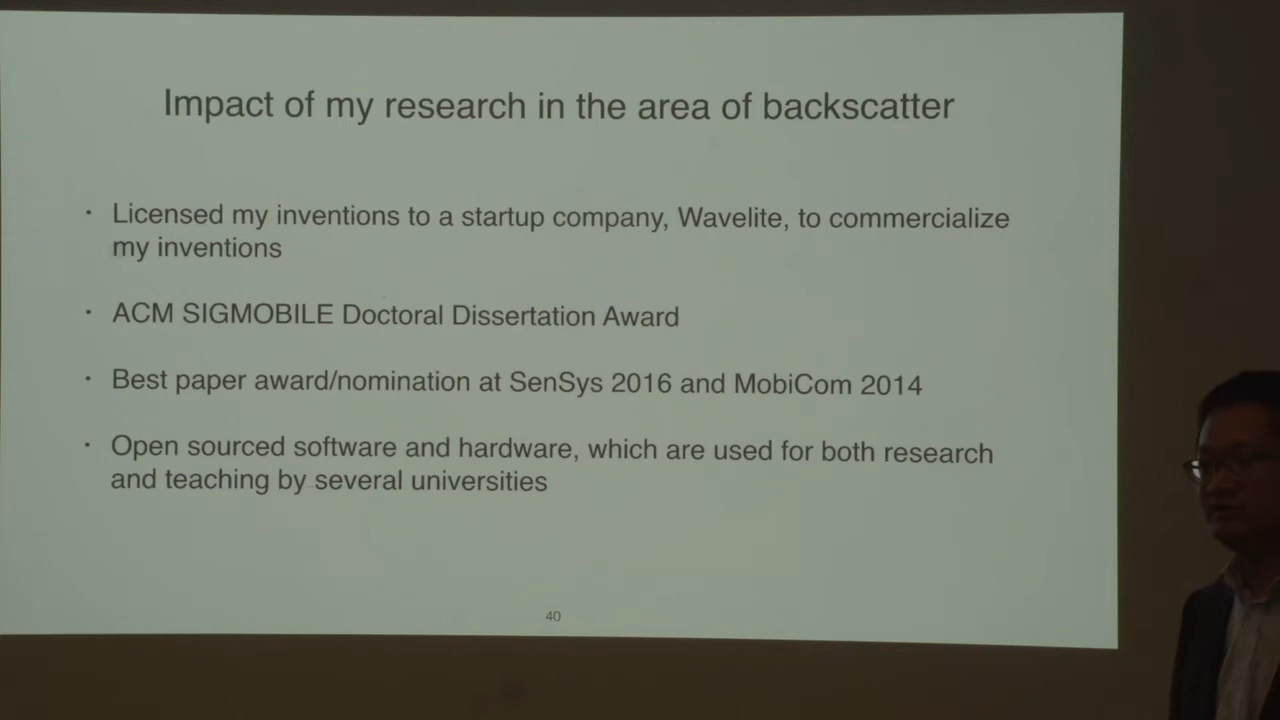 Impact of my research in the area of backscatter
· Licensed my inventions to a startup company, Wavelite, to commercialize
my inventions
· ACM SIGMOBILE Doctoral Dissertation Award
· Best paper award/nomination at SenSys 2016 and MobiCom 2014
· Open sourced software and hardware, which are used for both research
and teaching by several universities
40